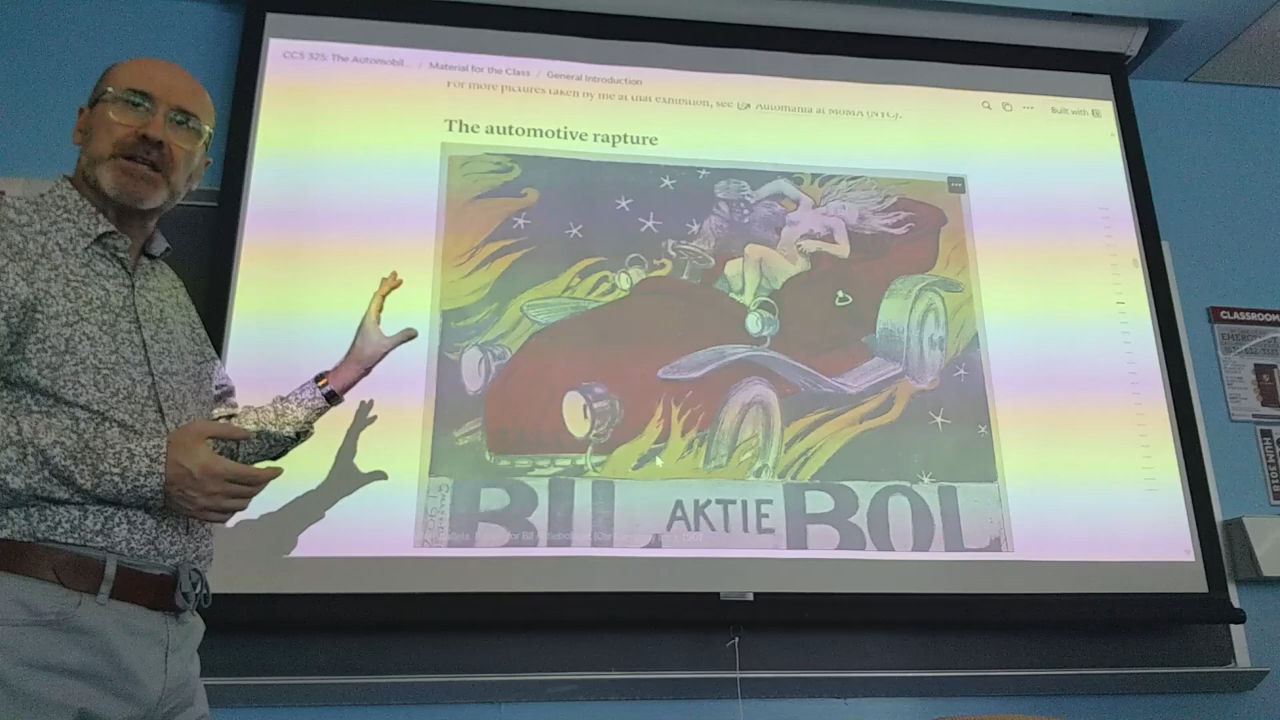 CCS 325: The Automobil... / Material for the Class / General Introduction
For more pictures taken by me at that exhibition, see Automania at MoMA (NYC).
Built with
The automotive rapture
BIL AKTIE BOL
CLASSROOM